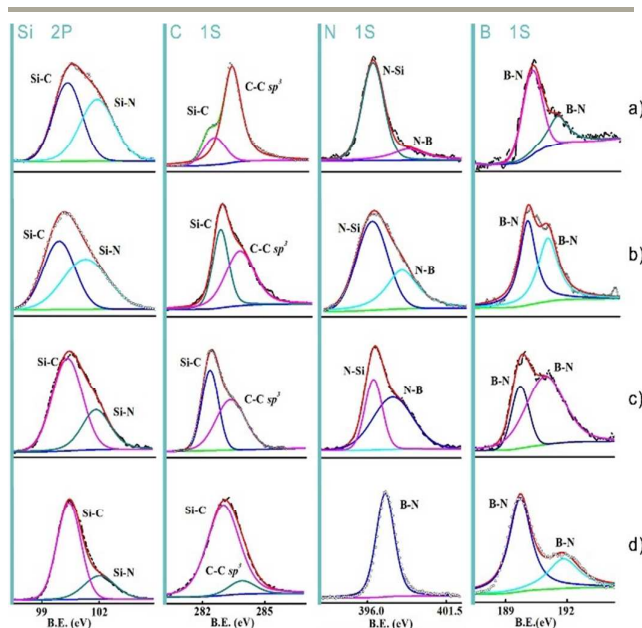 Si 2P C 1S N 1S B 1S
Si-C Si-N Si-C C-C sp³ N-Si N-B B-N B-N a)
Si-C Si-N Si-C C-C sp³ N-Si N-B B-N B-N b)
Si-C Si-N Si-C C-C sp³ N-Si N-B B-N B-N c)
Si-C Si-N Si-C C-C sp³ B-N B-N B-N d)
99 102 282 285 396.0 401.5 189 192
B.E. (eV) B.E. (eV) B.E. (eV) B.E.(eV)